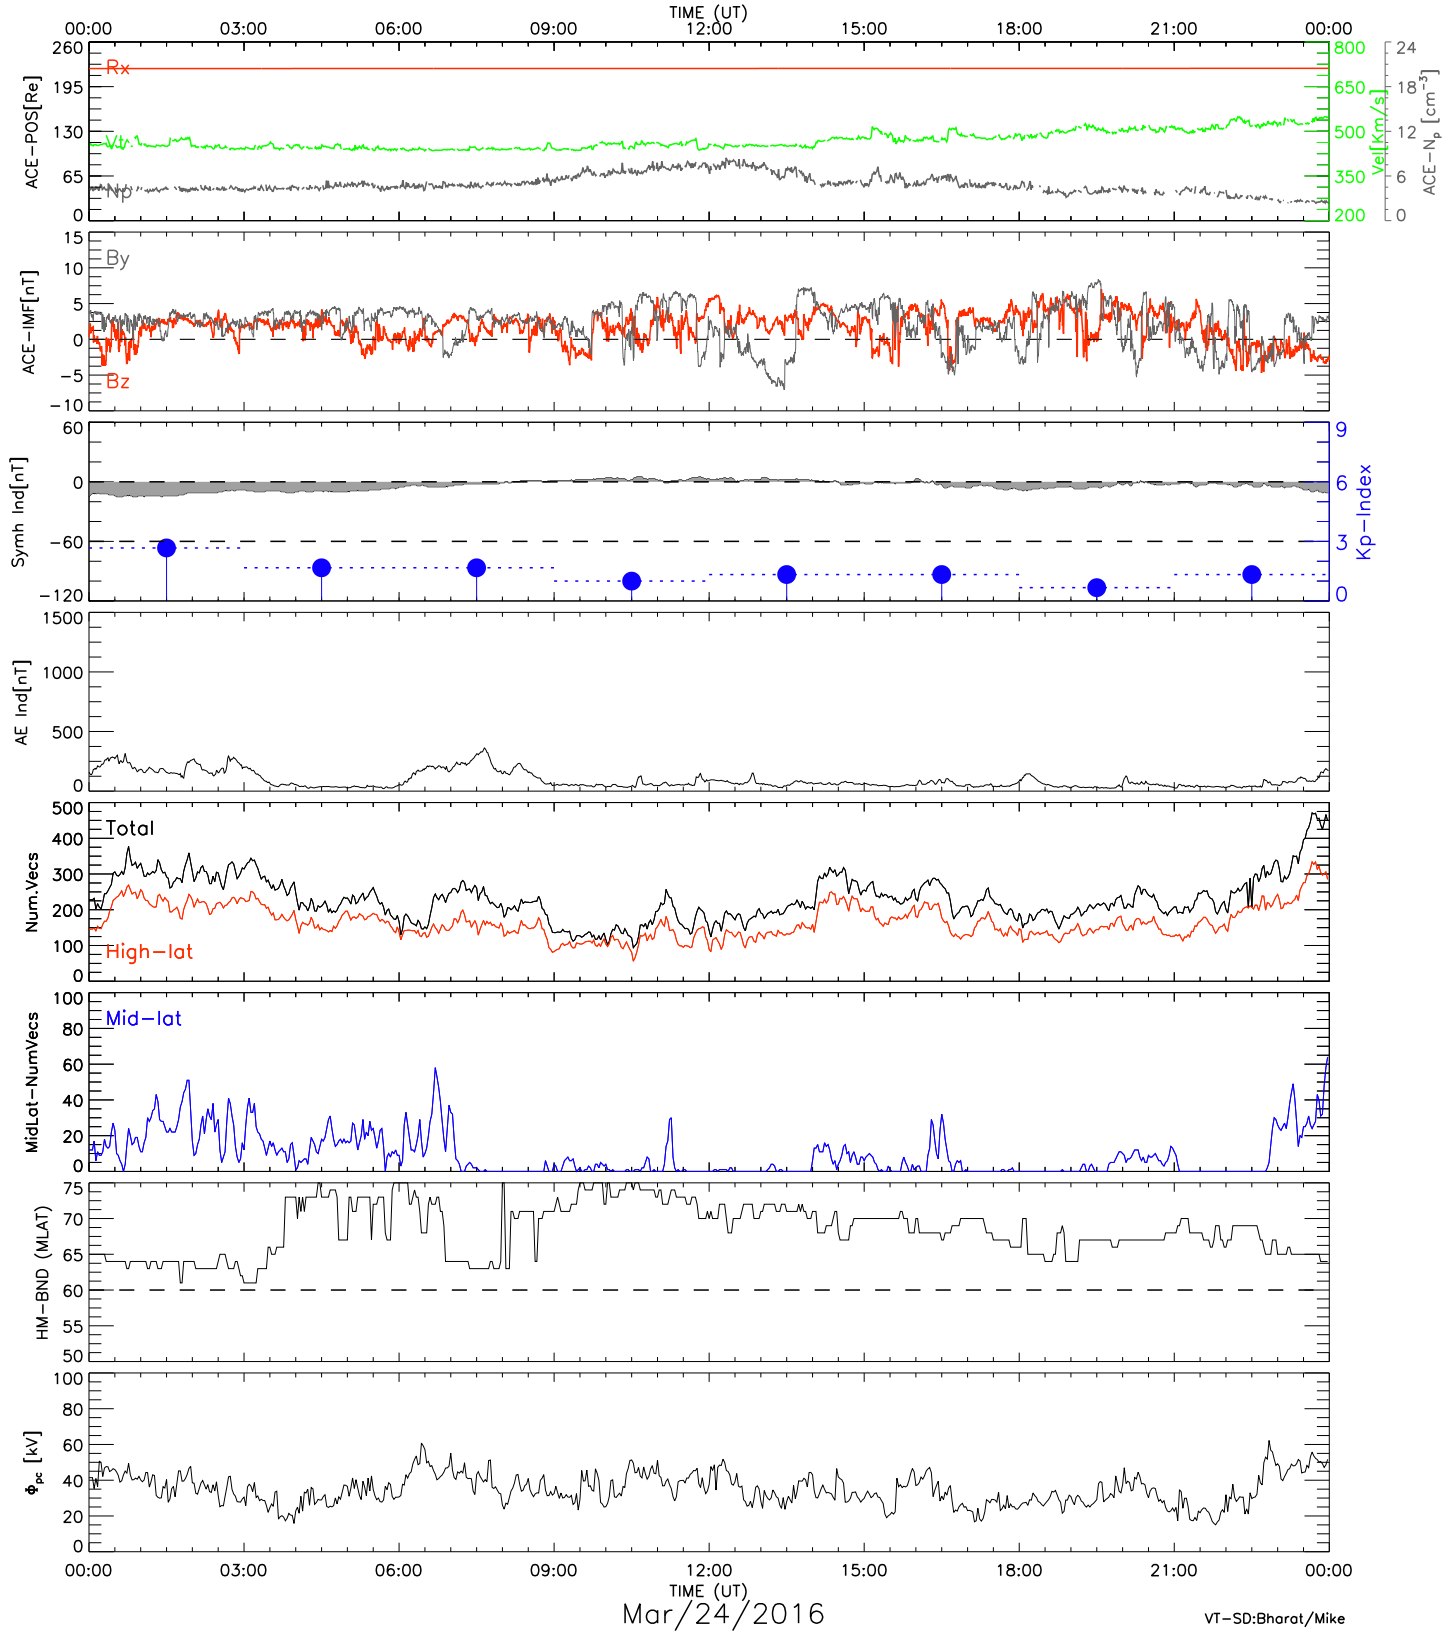 TIME (UT)
00:00 03:00 06:00 09:00 12:00 15:00 18:00 21:00 00:00
260 195 130 65 0
ACE-POS[Re]
Rx
Vt
Np
800 650 500 350 200
Vel[Km/s]
24 18 12 6 0
ACE-Np [cm-3]
15 10 5 0 -5 -10
ACE-IMF[nT]
By
Bz
60 0 -60 -120
Symh Ind[nT]
9 6 3 0
Kp-Index
1500 1000 500 0
AE Ind[nT]
500 400 300 200 100 0
Num.Vecs
Total
High-lat
100 80 60 40 20 0
MidLat-NumVecs
Mid-lat
75 70 65 60 55 50
HM-BND (MLAT)
100 80 60 40 20 0
Φpc [kV]
00:00 03:00 06:00 09:00 12:00 15:00 18:00 21:00 00:00
TIME (UT)
Mar/24/2016
VT-SD:Bharat/Mike